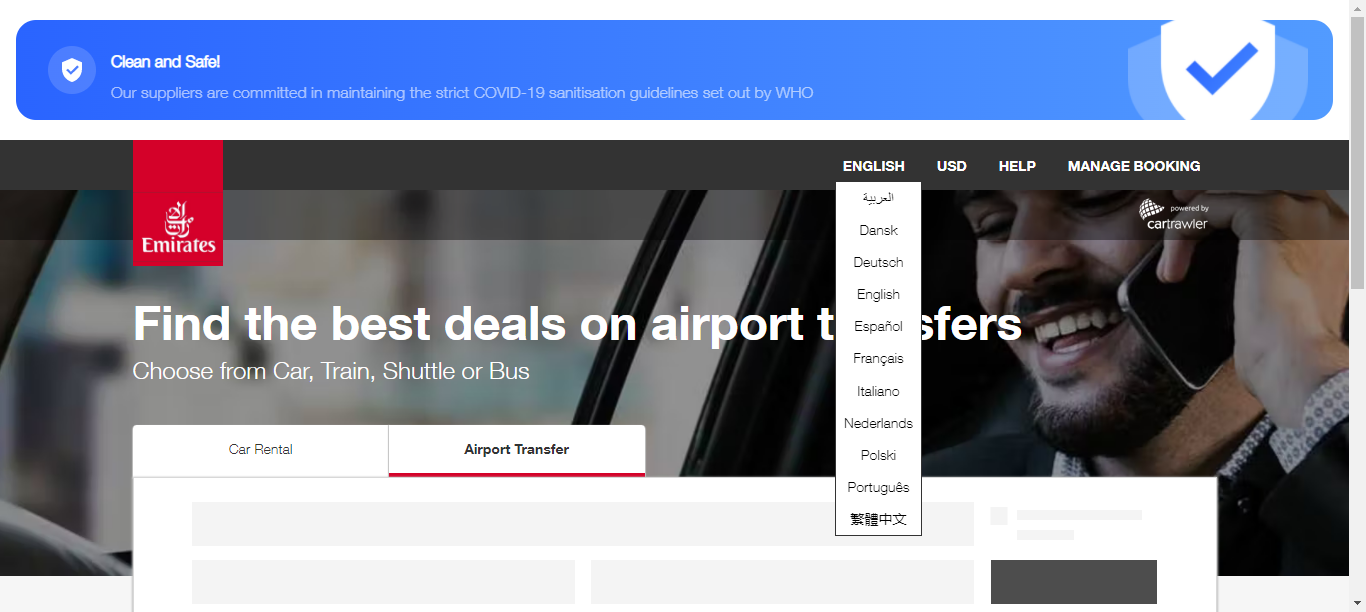 Clean and Safe!
Our suppliers are committed in maintaining the strict COVID-19 sanitisation guidelines set out by WHO
ENGLISH USD HELP MANAGE BOOKING
Emirates
powered by
cartrawler
العربية
Dansk
Deutsch
English
Español
Français
Italiano
Nederlands
Polski
Português
繁體中文
Find the best deals on airport t sfers
Choose from Car, Train, Shuttle or Bus
Car Rental
Airport Transfer